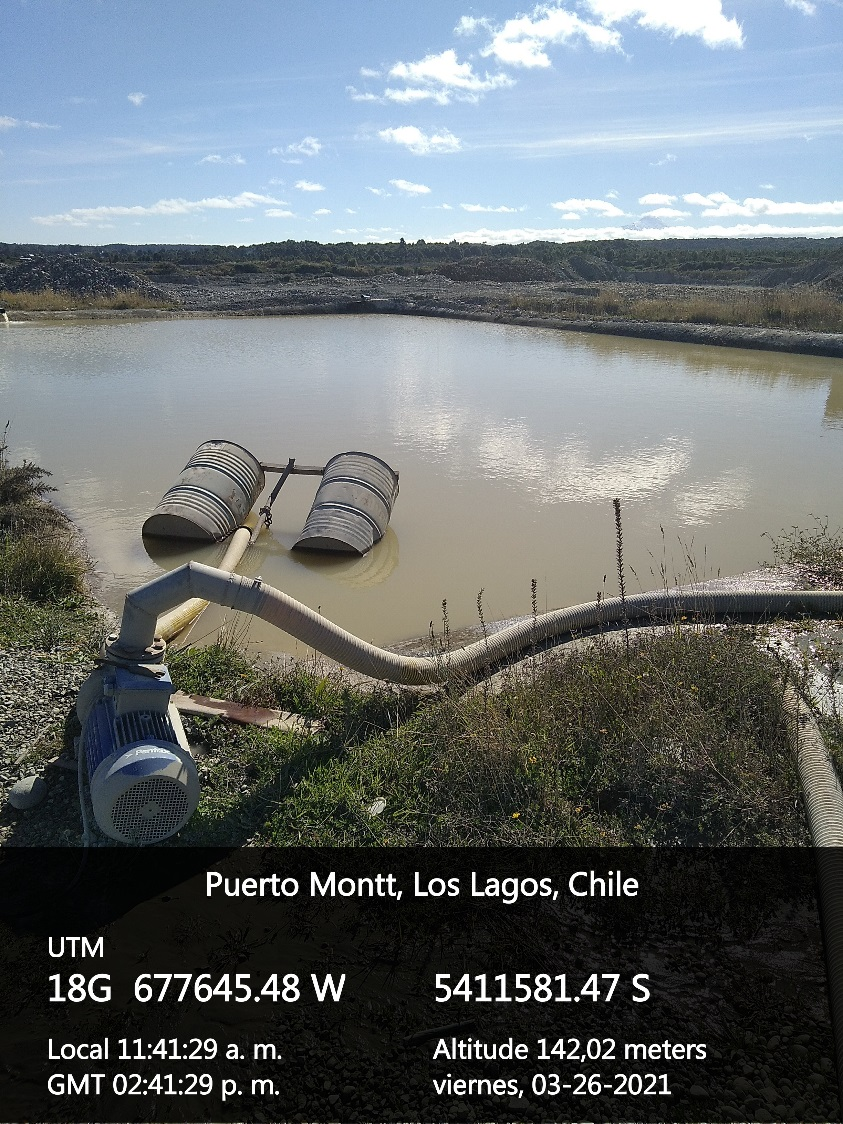 Puerto Montt, Los Lagos, Chile
UTM
18G 677645.48 W 5411581.47 S
Local 11:41:29 a. m. Altitude 142,02 meters
GMT 02:41:29 p. m. viernes, 03-26-2021